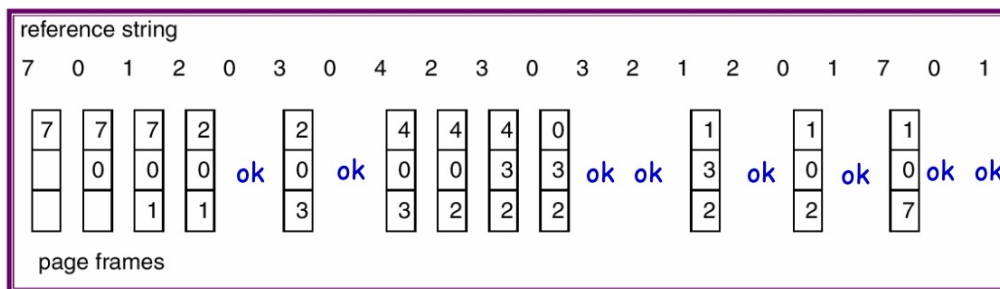 reference string
7 0 1 2 0 3 0 4 2 3 0 3 2 1 2 0 1 7 0 1
7 7 7 2 2 4 4 4 0 1 1 1
0 0 0 ok 0 ok 0 0 3 3 ok ok 3 ok 0 ok 0 ok ok
1 1 3 3 2 2 2 2 2 7
page frames